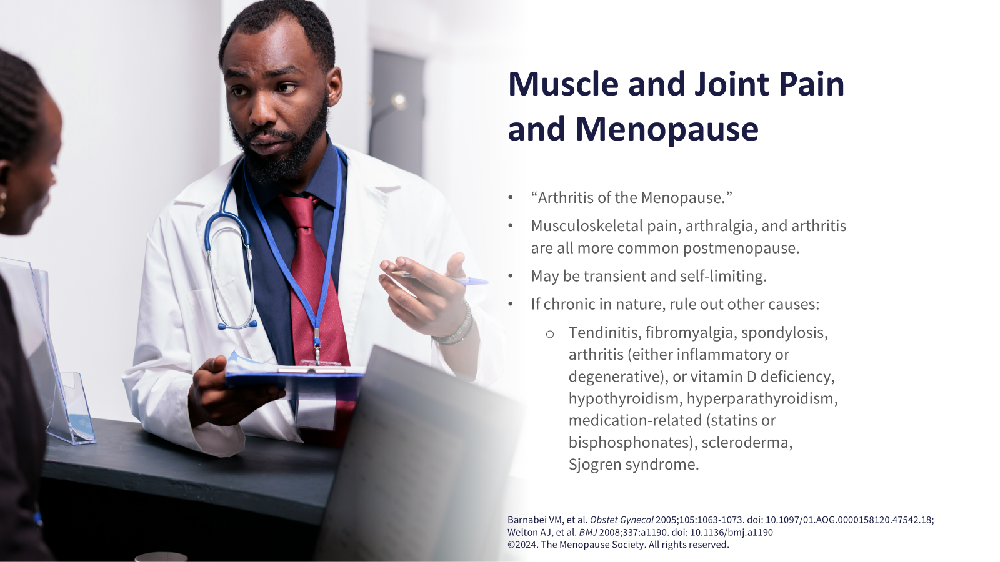 Muscle and Joint Pain
and Menopause
• “Arthritis of the Menopause.”
• Musculoskeletal pain, arthralgia, and arthritis
are all more common postmenopause.
• May be transient and self-limiting.
• If chronic in nature, rule out other causes:
o Tendinitis, fibromyalgia, spondylosis,
arthritis (either inflammatory or
degenerative), or vitamin D deficiency,
hypothyroidism, hyperparathyroidism,
medication-related (statins or
bisphosphonates), scleroderma,
Sjogren syndrome.
Barnabei VM, et al. Obstet Gynecol 2005;105:1063-1073. doi: 10.1097/01.AOG.0000158120.47542.18;
Welton AJ, et al. BMJ 2008;337:a1190. doi: 10.1136/bmj.a1190
©2024. The Menopause Society. All rights reserved.